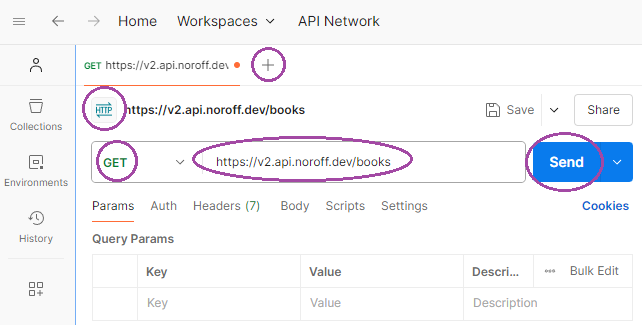 Home Workspaces API Network
GET https://v2.api.noroff.dev
HTTP https://v2.api.noroff.dev/books Save Share
Collections
GET https://v2.api.noroff.dev/books Send
Environments
Params Auth Headers (7) Body Scripts Settings Cookies
History
Query Params
Key Value Descri... ••• Bulk Edit
Key Value Description